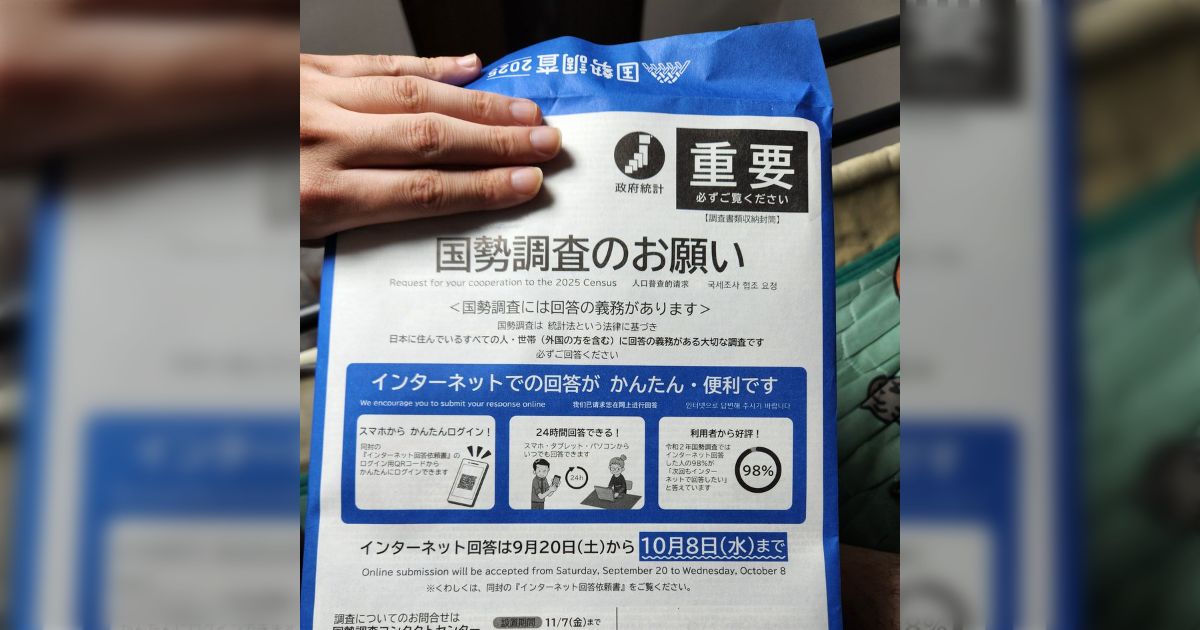 国勢調査 2025
政府統計
重要
必ずご覧ください
【調査書類収納封筒】
国勢調査のお願い
Request for your cooperation to the 2025 Census 人口普查的请求 국세조사 협조 요청
＜国勢調査には回答の義務があります＞
国勢調査は 統計法という法律に基づき
日本に住んでいるすべての人・世帯（外国の方を含む）に回答の義務がある大切な調査です
必ずご回答ください
インターネットでの回答が かんたん・便利です
We encourage you to submit your response online 我们已请求您在网上进行回答 인터넷으로 답변해 주시기 바랍니다
スマホから かんたんログイン！
同封の
『インターネット回答依頼書』の
ログイン用QRコードから
かんたんにログインできます
24時間回答できる！
スマホ・タブレット・パソコンから
いつでも回答できます
24h
利用者から好評！
令和2年国勢調査では
インターネット回答
した人の98%が
「次回もインター
ネットで回答したい」
と答えています
98%
インターネット回答は9月20日(土)から 10月8日(水)まで
Online submission will be accepted from Saturday, September 20 to Wednesday, October 8
※くわしくは、同封の『インターネット回答依頼書』をご覧ください。
調査についてのお問合せは
国勢調査コンタクトセンター
設置期間 11/7(金)まで